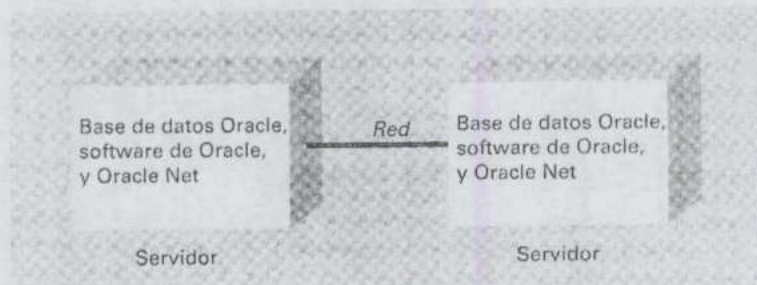 Base de datos Oracle,
software de Oracle,
y Oracle Net
Red
Base de datos Oracle,
software de Oracle,
y Oracle Net
Servidor
Servidor